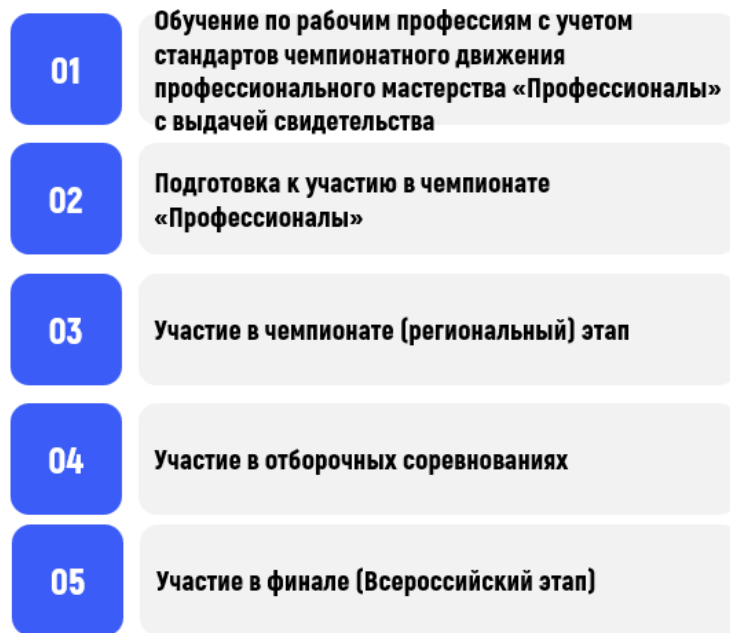 01
Обучение по рабочим профессиям с учетом
стандартов чемпионатного движения
профессионального мастерства «Профессионалы»
с выдачей свидетельства
02
Подготовка к участию в чемпионате
«Профессионалы»
03
Участие в чемпионате (региональный) этап
04
Участие в отборочных соревнованиях
05
Участие в финале (Всероссийский этап)